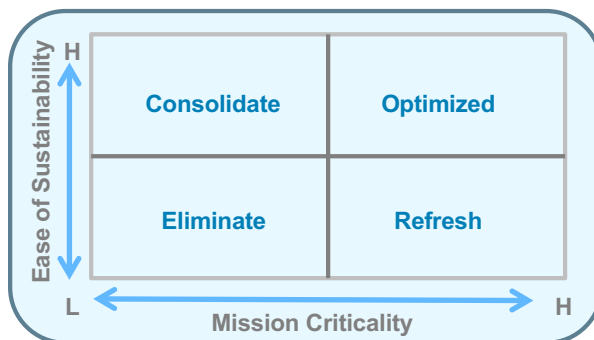 Ease of Sustainability
H
Consolidate
Optimized
Eliminate
Refresh
L
H
Mission Criticality